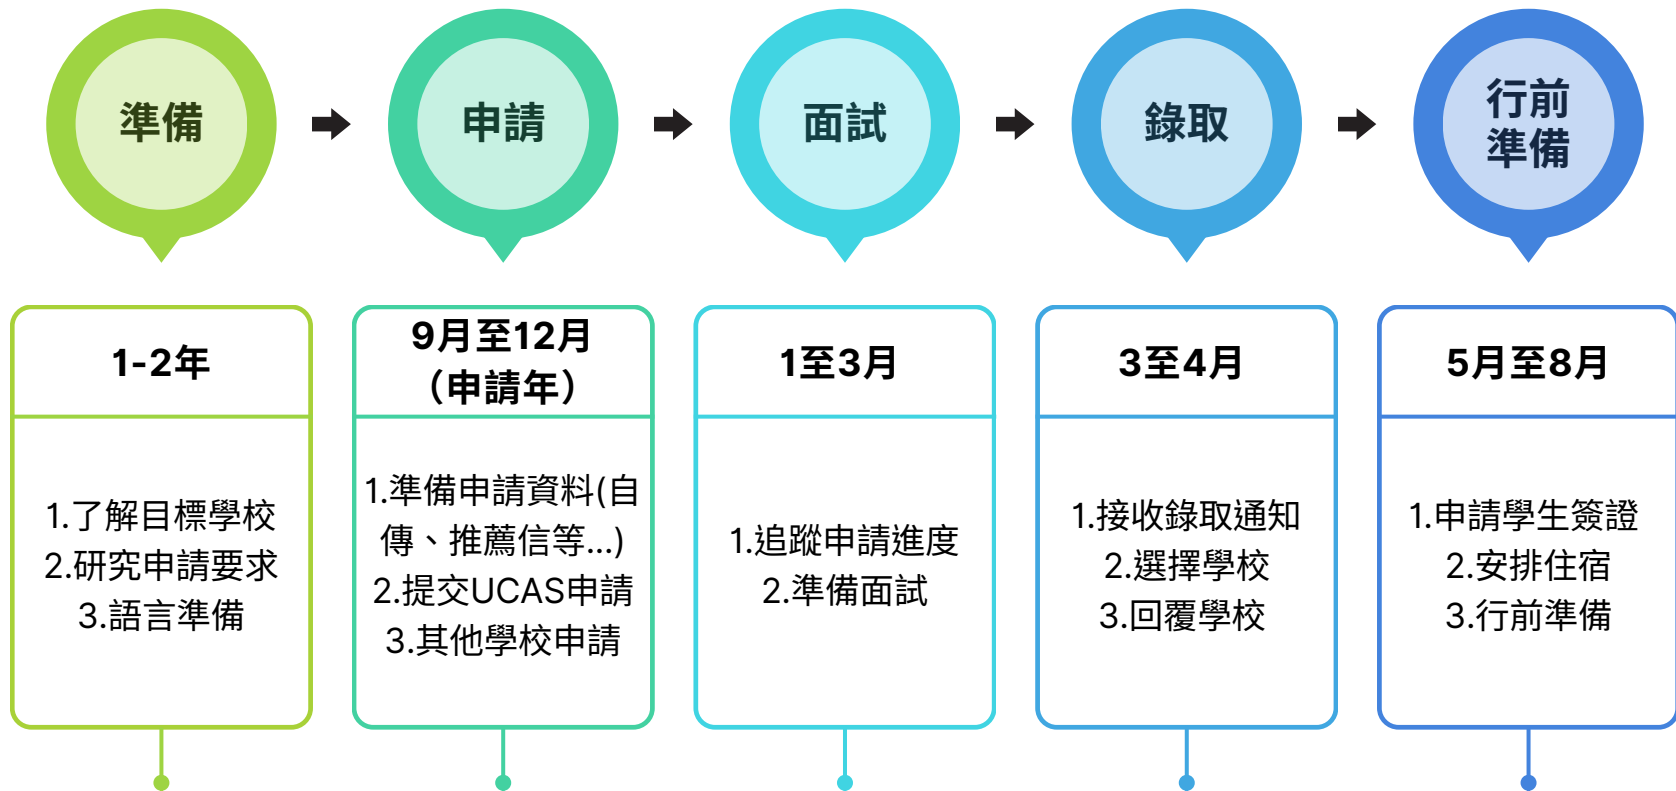 準備
申請
面試
錄取
行前
準備
1-2年
1.了解目標學校
2.研究申請要求
3.語言準備
9月至12月
（申請年）
1.準備申請資料(自
傳、推薦信等...)
2.提交UCAS申請
3.其他學校申請
1至3月
1.追蹤申請進度
2.準備面試
3至4月
1.接收錄取通知
2.選擇學校
3.回覆學校
5月至8月
1.申請學生簽證
2.安排住宿
3.行前準備